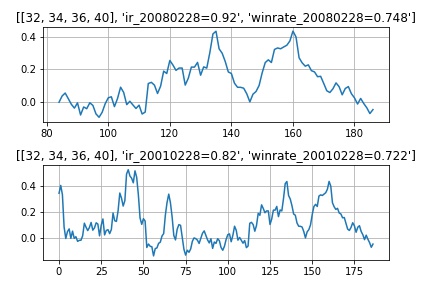 [[32, 34, 36, 40], 'ir_20080228=0.92', 'winrate_20080228=0.748']
0.4
0.2
0.0
80 100 120 140 160 180
[[32, 34, 36, 40], 'ir_20010228=0.82', 'winrate_20010228=0.722']
0.4
0.2
0.0
0 25 50 75 100 125 150 175